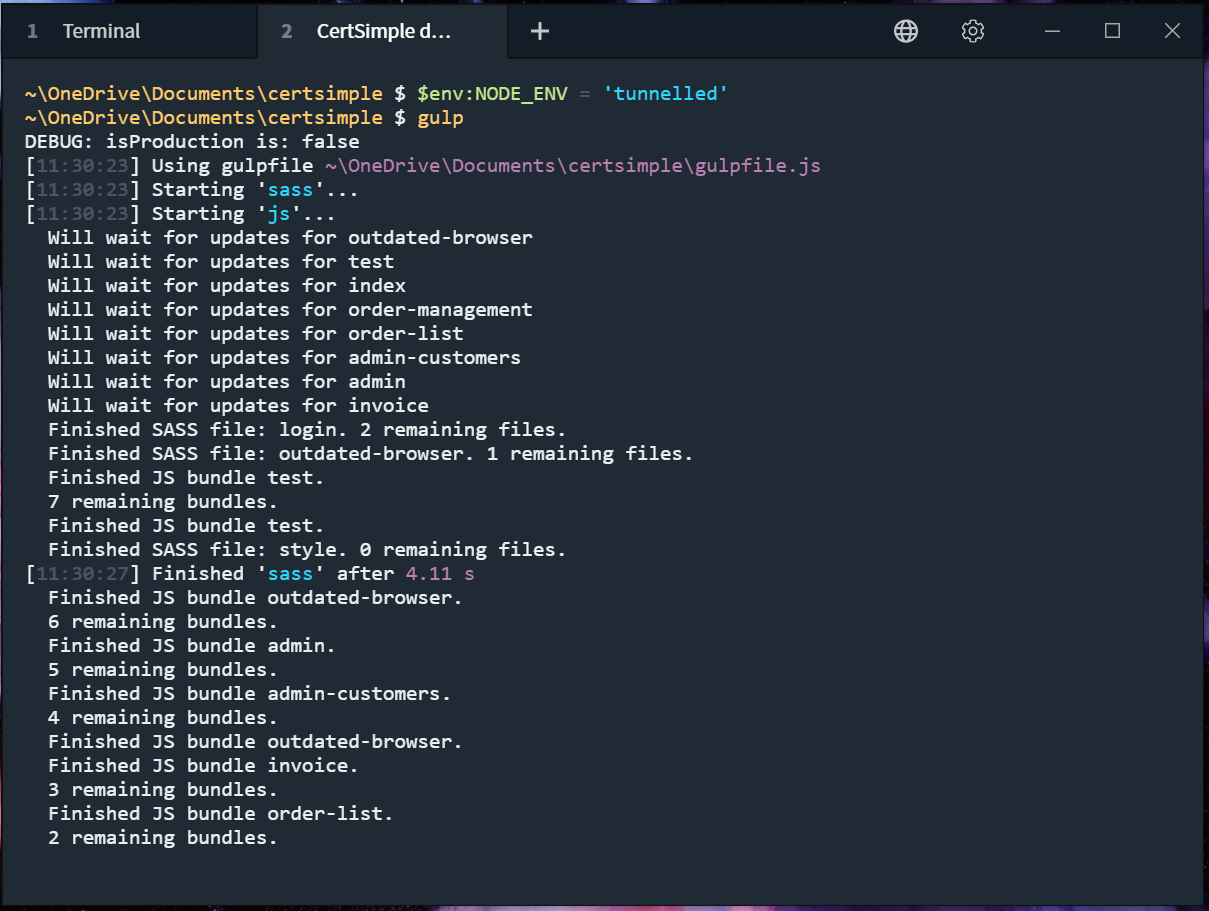 1 Terminal 2 CertSimple d... +
~\OneDrive\Documents\certsimple $ $env:NODE_ENV = 'tunnelled'
~\OneDrive\Documents\certsimple $ gulp
DEBUG: isProduction is: false
[11:30:23] Using gulpfile ~\OneDrive\Documents\certsimple\gulpfile.js
[11:30:23] Starting 'sass'...
[11:30:23] Starting 'js'...
Will wait for updates for outdated-browser
Will wait for updates for test
Will wait for updates for index
Will wait for updates for order-management
Will wait for updates for order-list
Will wait for updates for admin-customers
Will wait for updates for admin
Will wait for updates for invoice
Finished SASS file: login. 2 remaining files.
Finished SASS file: outdated-browser. 1 remaining files.
Finished JS bundle test.
7 remaining bundles.
Finished JS bundle test.
Finished SASS file: style. 0 remaining files.
[11:30:27] Finished 'sass' after 4.11 s
Finished JS bundle outdated-browser.
6 remaining bundles.
Finished JS bundle admin.
5 remaining bundles.
Finished JS bundle admin-customers.
4 remaining bundles.
Finished JS bundle outdated-browser.
Finished JS bundle invoice.
3 remaining bundles.
Finished JS bundle order-list.
2 remaining bundles.